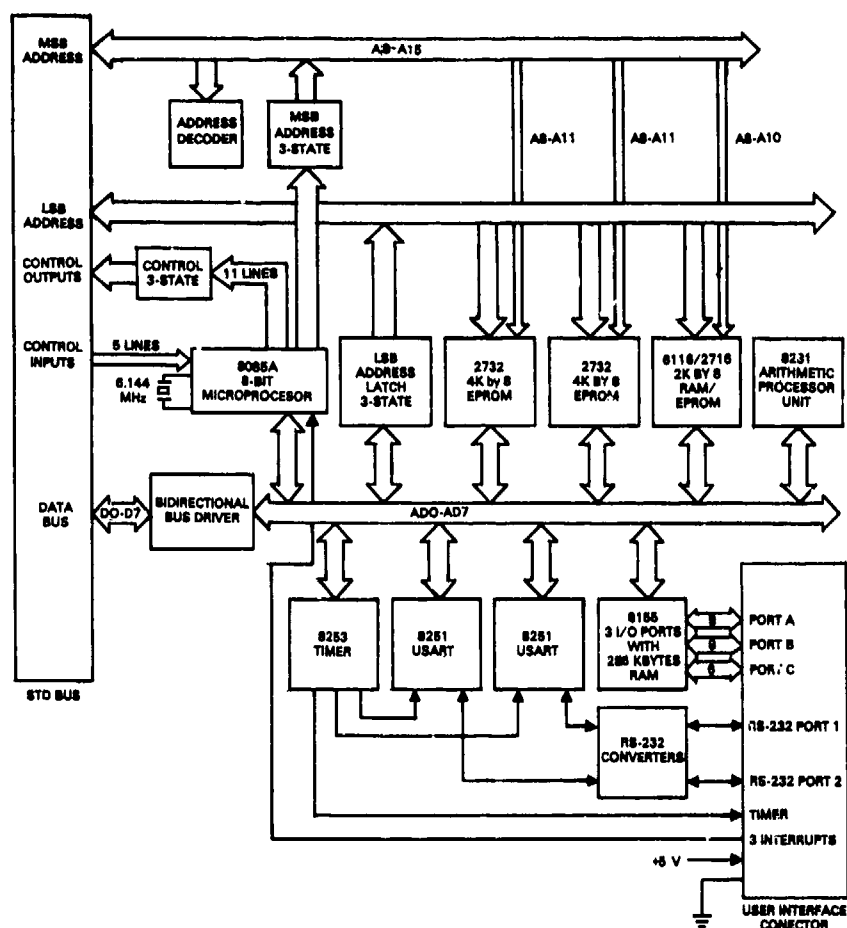 MSB
ADDRESS
A8-A15
ADDRESS
DECODER
MSB
ADDRESS
3-STATE
A8-A11
A8-A11
A8-A10
LSB
ADDRESS
CONTROL
OUTPUTS
CONTROL
3-STATE
11 LINES
CONTROL
INPUTS
5 LINES
6.144
MHz
8085A
8-BIT
MICROPROCESOR
LSB
ADDRESS
LATCH
3-STATE
2732
4K by 8
EPROM
2732
4K BY 8
EPROM
6116/2716
2K BY 8
RAM/
EPROM
8231
ARITHMETIC
PROCESSOR
UNIT
DATA
BUS
DO-D7
BIDIRECTIONAL
BUS DRIVER
ADO-AD7
8253
TIMER
8251
USART
8251
USART
8155
3 I/O PORTS
WITH
256 KBYTES
RAM
8
PORT A
8
PORT B
6
PORT C
STD BUS
RS-232
CONVERTERS
RS-232 PORT 1
RS-232 PORT 2
TIMER
3 INTERRUPTS
+5 V
USER INTERFACE
CONECTOR